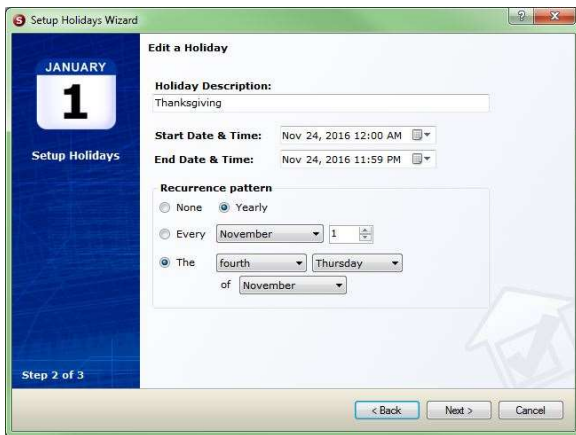 S Setup Holidays Wizard
? X
JANUARY
1
Setup Holidays
Step 2 of 3
Edit a Holiday
Holiday Description:
Thanksgiving
Start Date & Time: Nov 24, 2016 12:00 AM
End Date & Time: Nov 24, 2016 11:59 PM
Recurrence pattern
None Yearly
Every November 1
The fourth Thursday
of November
< Back Next > Cancel